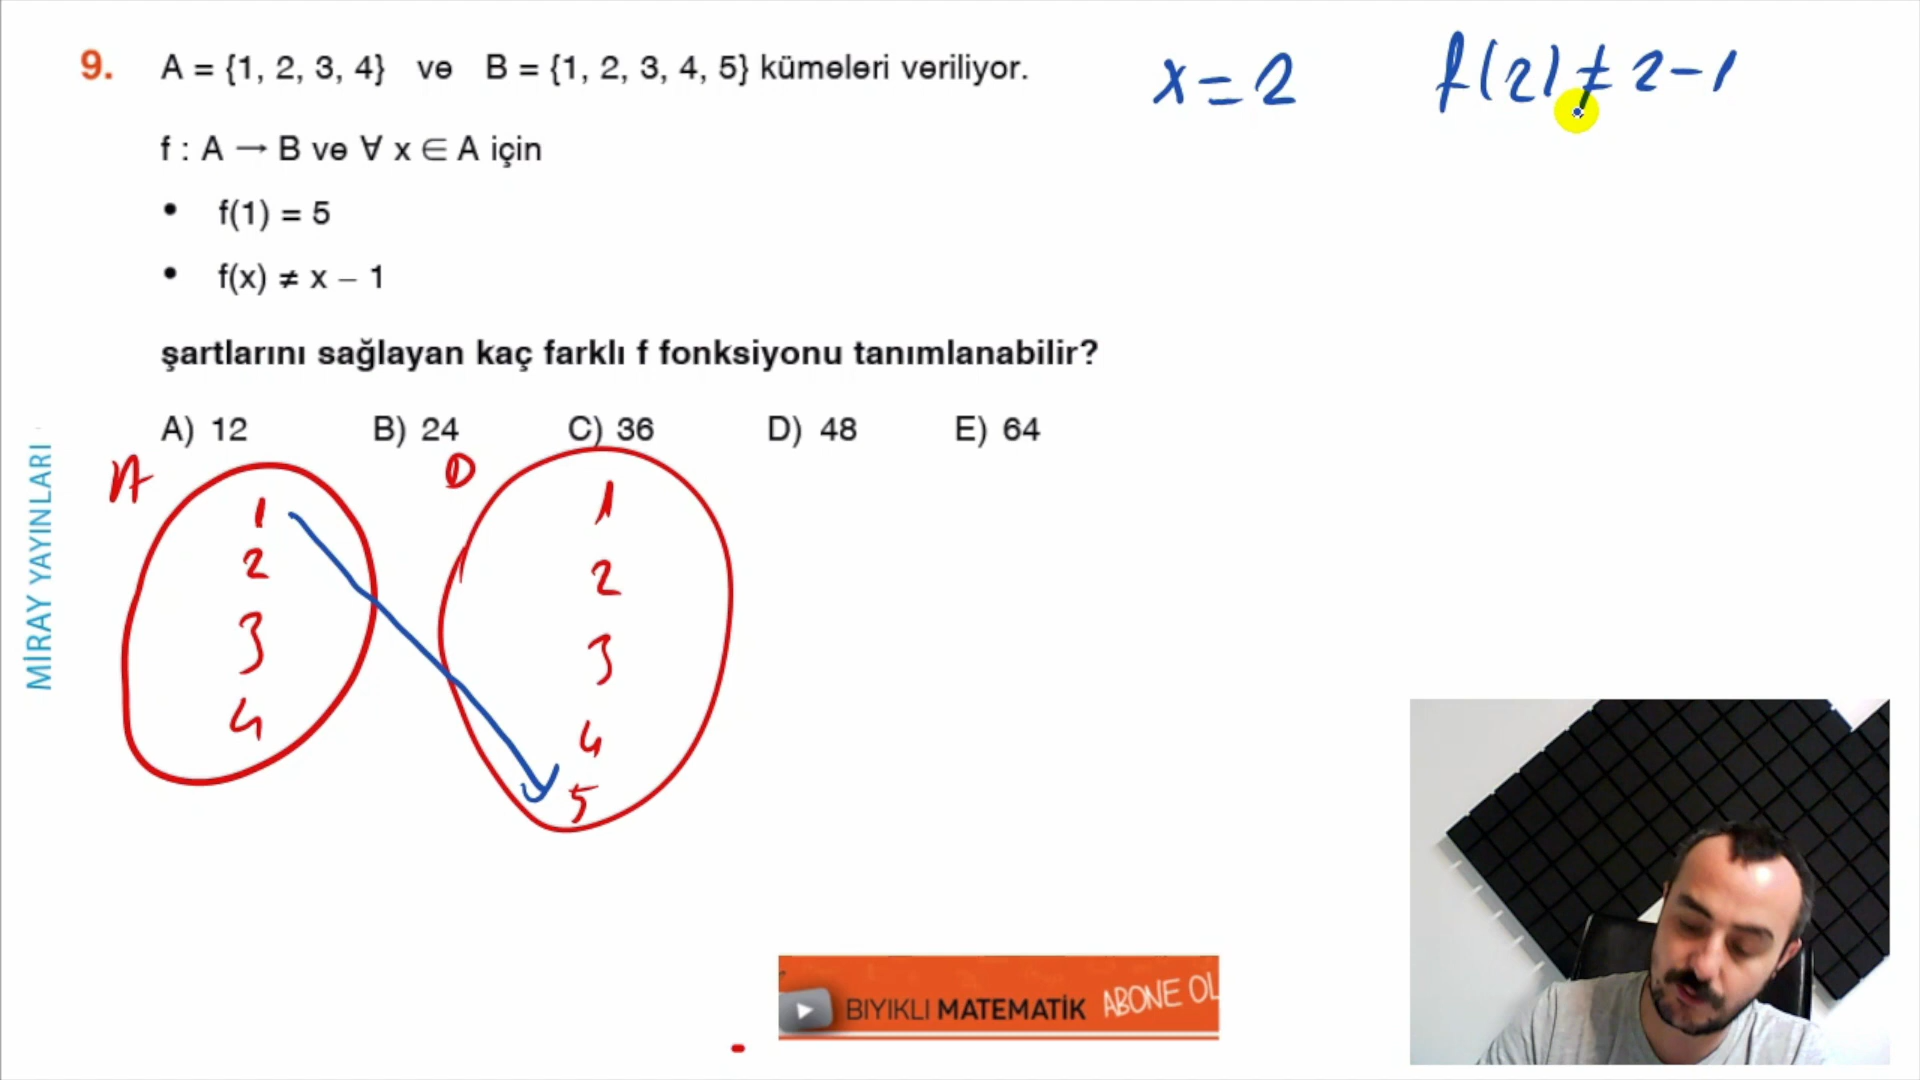 9. A = {1, 2, 3, 4} ve B = {1, 2, 3, 4, 5} kümeleri veriliyor.
x = 2 f(2) ≠ 2 - 1
f : A → B ve ∀ x ∈ A için
• f(1) = 5
• f(x) ≠ x – 1
şartlarını sağlayan kaç farklı f fonksiyonu tanımlanabilir?
A) 12 B) 24 C) 36 D) 48 E) 64
MİRAY YAYINLARI
A
1
2
3
4
1
2
3
4
5
BIYIKLI MATEMATİK ABONE OL